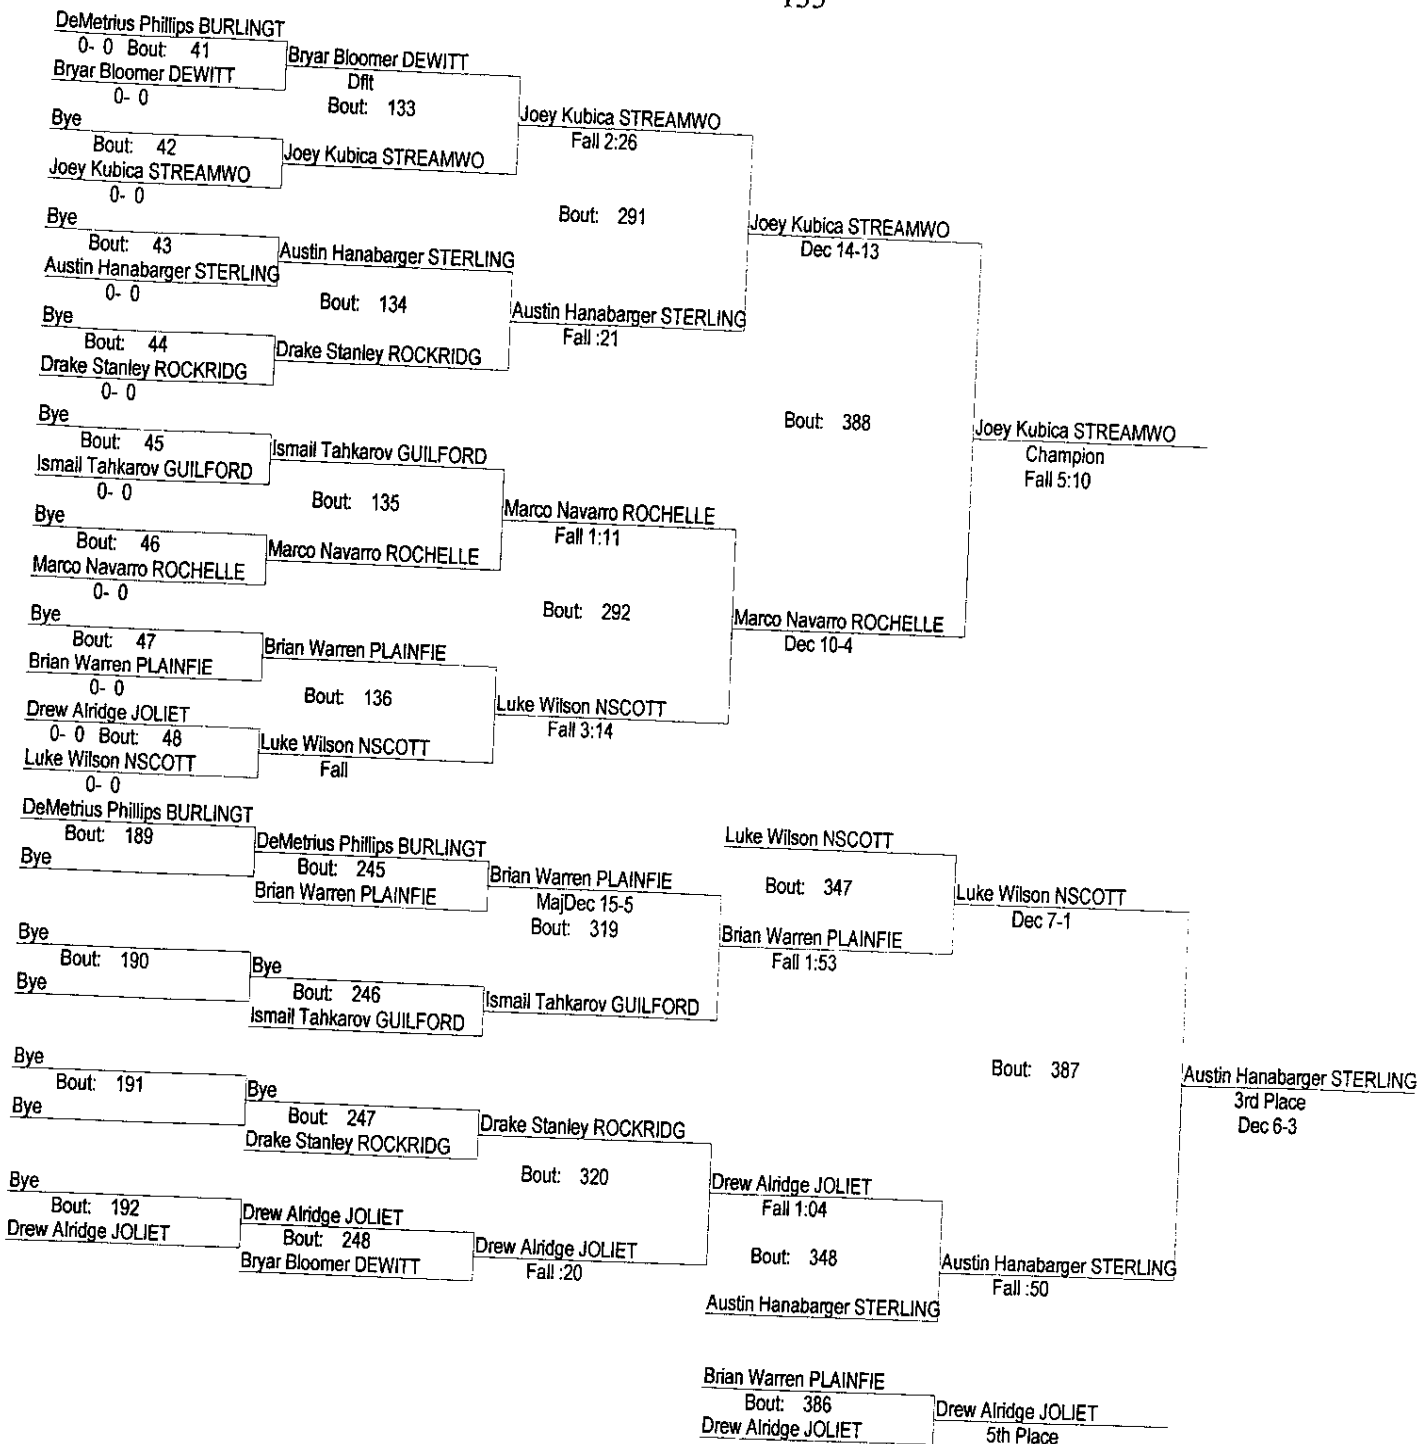 DeMetrius Phillips BURLINGT
0- 0 Bout: 41
Bryar Bloomer DEWITT
0- 0
Bryar Bloomer DEWITT
Dflt
Bout: 133
Bye
Bout: 42
Joey Kubica STREAMWO
0- 0
Joey Kubica STREAMWO
Joey Kubica STREAMWO
Fall 2:26
Bout: 291
Bye
Bout: 43
Austin Hanabarger STERLING
0- 0
Austin Hanabarger STERLING
Bout: 134
Bye
Bout: 44
Drake Stanley ROCKRIDG
0- 0
Drake Stanley ROCKRIDG
Austin Hanabarger STERLING
Fall :21
Joey Kubica STREAMWO
Dec 14-13
Bout: 388
Bye
Bout: 45
Ismail Tahkarov GUILFORD
0- 0
Ismail Tahkarov GUILFORD
Bout: 135
Bye
Bout: 46
Marco Navarro ROCHELLE
0- 0
Marco Navarro ROCHELLE
Marco Navarro ROCHELLE
Fall 1:11
Bout: 292
Bye
Bout: 47
Brian Warren PLAINFIE
0- 0
Brian Warren PLAINFIE
Bout: 136
Drew Alridge JOLIET
0- 0 Bout: 48
Luke Wilson NSCOTT
0- 0
Luke Wilson NSCOTT
Fall
Luke Wilson NSCOTT
Fall 3:14
Marco Navarro ROCHELLE
Dec 10-4
Joey Kubica STREAMWO
Champion
Fall 5:10
DeMetrius Phillips BURLINGT
Bout: 189
Bye
DeMetrius Phillips BURLINGT
Bout: 245
Brian Warren PLAINFIE
Brian Warren PLAINFIE
MajDec 15-5
Bout: 319
Bye
Bout: 190
Bye
Bye
Bout: 246
Ismail Tahkarov GUILFORD
Ismail Tahkarov GUILFORD
Luke Wilson NSCOTT
Bout: 347
Brian Warren PLAINFIE
Fall 1:53
Luke Wilson NSCOTT
Dec 7-1
Bout: 387
Bye
Bout: 191
Bye
Bye
Bout: 247
Drake Stanley ROCKRIDG
Drake Stanley ROCKRIDG
Bout: 320
Bye
Bout: 192
Drew Alridge JOLIET
Drew Alridge JOLIET
Bout: 248
Bryar Bloomer DEWITT
Drew Alridge JOLIET
Fall :20
Drew Alridge JOLIET
Fall 1:04
Bout: 348
Austin Hanabarger STERLING
Austin Hanabarger STERLING
Fall :50
Austin Hanabarger STERLING
3rd Place
Dec 6-3
Brian Warren PLAINFIE
Bout: 386
Drew Alridge JOLIET
Drew Alridge JOLIET
5th Place